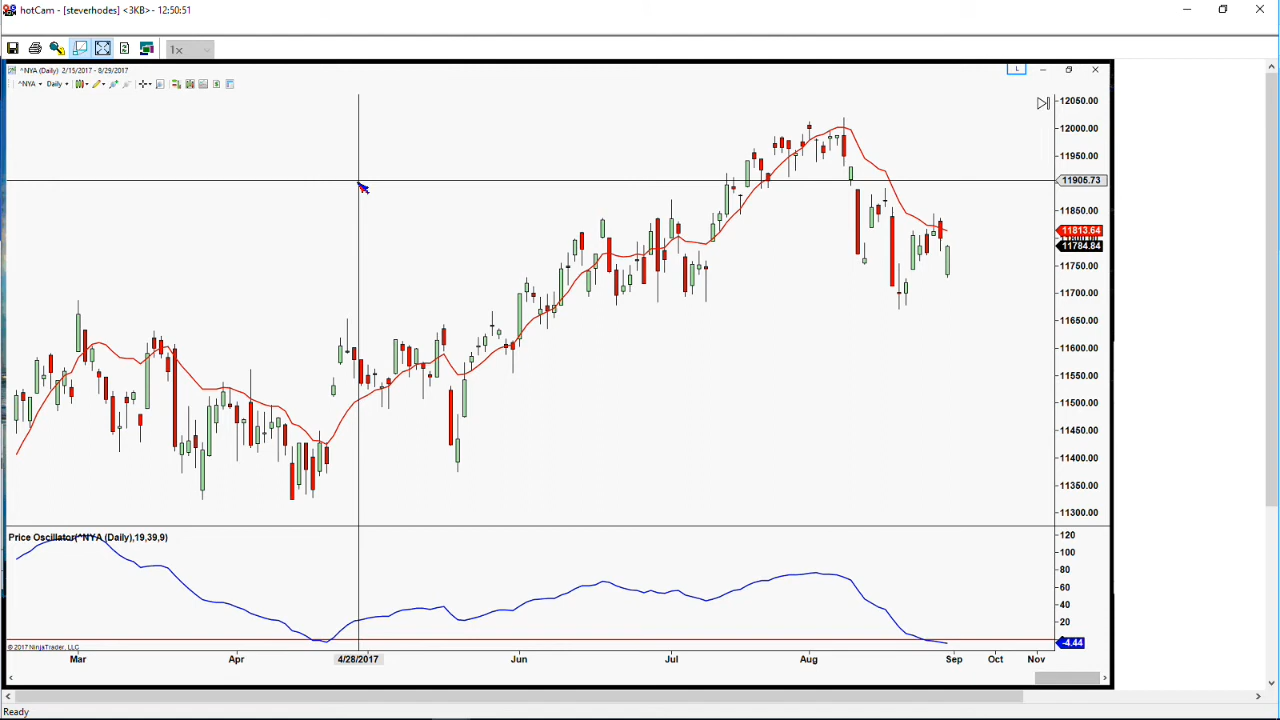 hotCam - [steverhodes] <3KB> - 12:50:51
1x
^NYA (Daily) 2/15/2017 - 8/29/2017
L
^NYA Daily
12050.00
12000.00
11950.00
11905.73
11850.00
11813.64
11800.00
11784.84
11750.00
11700.00
11650.00
11600.00
11550.00
11500.00
11450.00
11400.00
11350.00
11300.00
Price Oscillator(^NYA (Daily),19,39,9)
120
100
80
60
40
20
-4.44
© 2017 NinjaTrader, LLC
Mar Apr 4/28/2017 Jun Jul Aug Sep Oct Nov
Ready